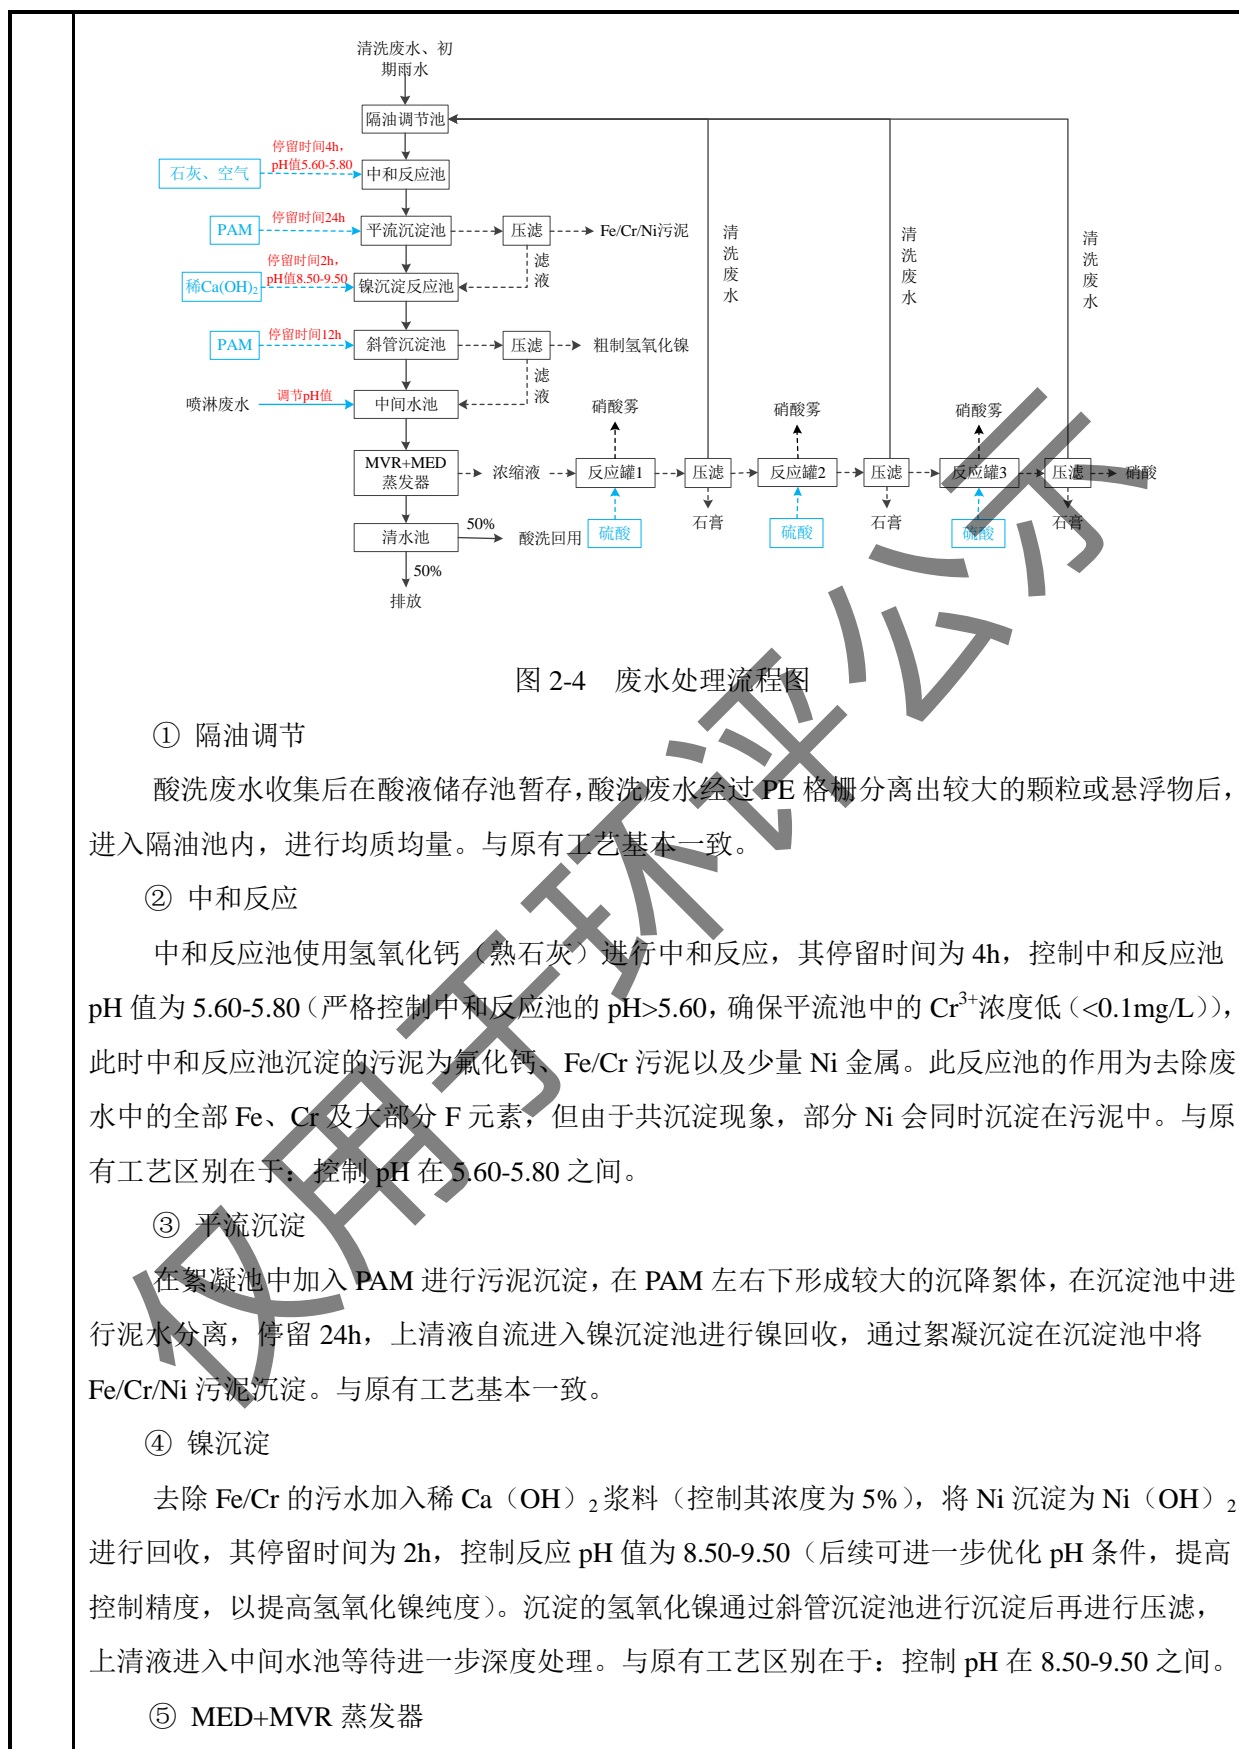 清洗废水、初
期雨水
隔油调节池
停留时间4h，
pH值5.60-5.80
石灰、空气
中和反应池
PAM
停留时间24h
平流沉淀池
压滤
Fe/Cr/Ni污泥
滤液
停留时间2h，
pH值8.50-9.50
稀Ca(OH)₂
镍沉淀反应池
PAM
停留时间12h
斜管沉淀池
压滤
粗制氢氧化镍
滤液
喷淋废水
调节pH值
中间水池
清洗废水
清洗废水
清洗废水
硝酸雾
硝酸雾
硝酸雾
MVR+MED
蒸发器
浓缩液
反应罐1
压滤
反应罐2
压滤
反应罐3
压滤
硝酸
石膏
石膏
石膏
硫酸
硫酸
硫酸
清水池
50%
酸洗回用
50%
排放
图 2-4 废水处理流程图
① 隔油调节
酸洗废水收集后在酸液储存池暂存，酸洗废水经过 PE 格栅分离出较大的颗粒或悬浮物后，
进入隔油池内，进行均质均量。与原有工艺基本一致。
② 中和反应
中和反应池使用氢氧化钙（熟石灰）进行中和反应，其停留时间为 4h，控制中和反应池
pH 值为 5.60-5.80（严格控制中和反应池的 pH>5.60，确保平流池中的 Cr³⁺浓度低（<0.1mg/L）），
此时中和反应池沉淀的污泥为氟化钙、Fe/Cr 污泥以及少量 Ni 金属。此反应池的作用为去除废
水中的全部 Fe、Cr 及大部分 F 元素，但由于共沉淀现象，部分 Ni 会同时沉淀在污泥中。与原
有工艺区别在于：控制 pH 在 5.60-5.80 之间。
③ 平流沉淀
在絮凝池中加入 PAM 进行污泥沉淀，在 PAM 左右下形成较大的沉降絮体，在沉淀池中进
行泥水分离，停留 24h，上清液自流进入镍沉淀池进行镍回收，通过絮凝沉淀在沉淀池中将
Fe/Cr/Ni 污泥沉淀。与原有工艺基本一致。
④ 镍沉淀
去除 Fe/Cr 的污水加入稀 Ca（OH）₂浆料（控制其浓度为 5%），将 Ni 沉淀为 Ni（OH）₂
进行回收，其停留时间为 2h，控制反应 pH 值为 8.50-9.50（后续可进一步优化 pH 条件，提高
控制精度，以提高氢氧化镍纯度）。沉淀的氢氧化镍通过斜管沉淀池进行沉淀后再进行压滤，
上清液进入中间水池等待进一步深度处理。与原有工艺区别在于：控制 pH 在 8.50-9.50 之间。
⑤ MED+MVR 蒸发器
仅用于环评公示